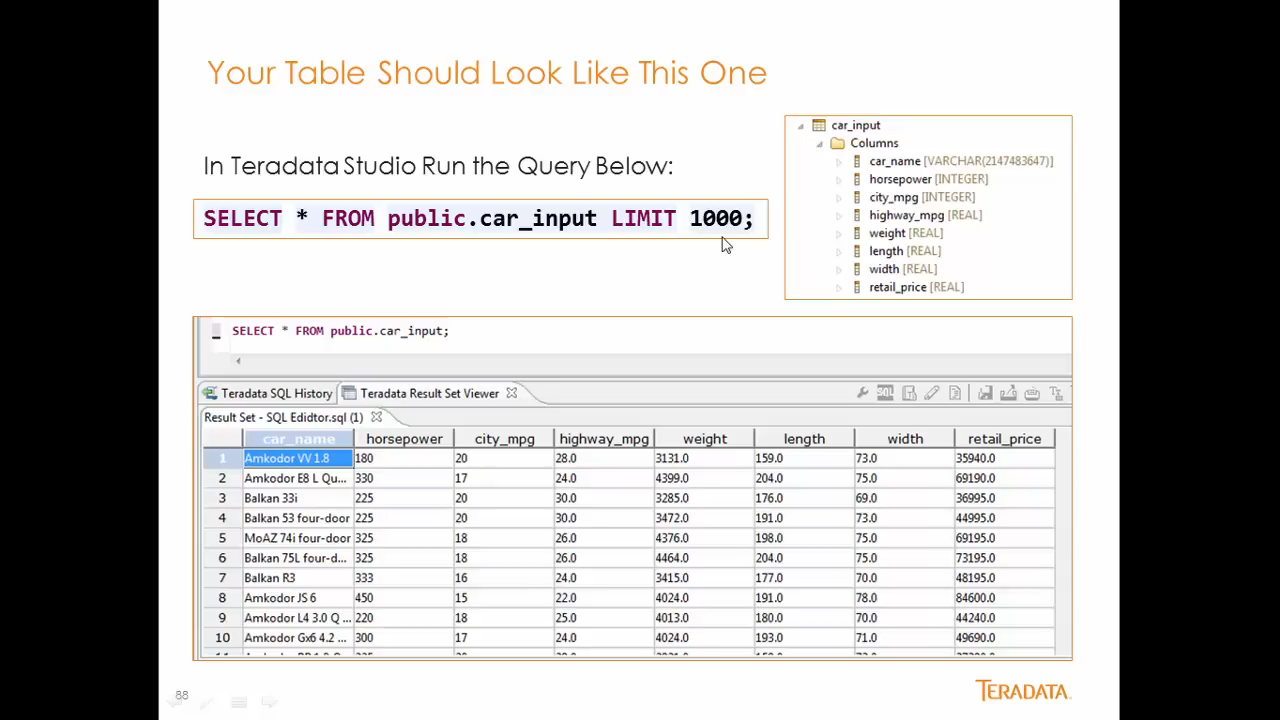 Your Table Should Look Like This One
In Teradata Studio Run the Query Below:
SELECT * FROM public.car_input LIMIT 1000;
car_input
Columns
car_name [VARCHAR(2147483647)]
horsepower [INTEGER]
city_mpg [INTEGER]
highway_mpg [REAL]
weight [REAL]
length [REAL]
width [REAL]
retail_price [REAL]
SELECT * FROM public.car_input;
Teradata SQL History Teradata Result Set Viewer
Result Set - SQL Edidtor.sql (1)
car_name horsepower city_mpg highway_mpg weight length width retail_price
1 Amkodor VV 1.8 180 20 28.0 3131.0 159.0 73.0 35940.0
2 Amkodor E8 L Qu... 330 17 24.0 4399.0 204.0 75.0 69190.0
3 Balkan 33i 225 20 30.0 3285.0 176.0 69.0 36995.0
4 Balkan 53 four-door 225 20 30.0 3472.0 191.0 73.0 44995.0
5 MoAZ 74i four-door 325 18 26.0 4376.0 198.0 75.0 69195.0
6 Balkan 75L four-d... 325 18 26.0 4464.0 204.0 75.0 73195.0
7 Balkan R3 333 16 24.0 3415.0 177.0 70.0 48195.0
8 Amkodor JS 6 450 15 22.0 4024.0 191.0 78.0 84600.0
9 Amkodor L4 3.0 Q ... 220 18 25.0 4013.0 180.0 70.0 44240.0
10 Amkodor Gx6 4.2 ... 300 17 24.0 4024.0 193.0 71.0 49690.0
88
TERADATA